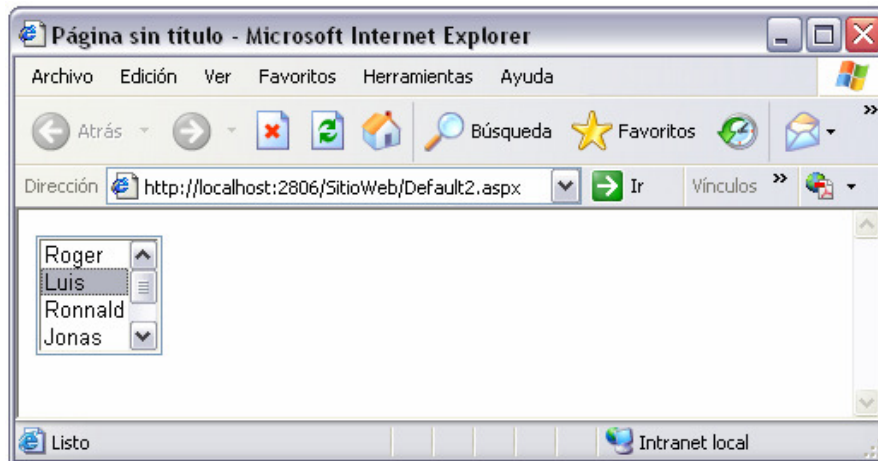 Página sin título - Microsoft Internet Explorer
Archivo Edición Ver Favoritos Herramientas Ayuda
Atrás Búsqueda Favoritos »
Dirección http://localhost:2806/SitioWeb/Default2.aspx Ir Vínculos »
Roger
Luis
Ronnald
Jonas
Listo Intranet local